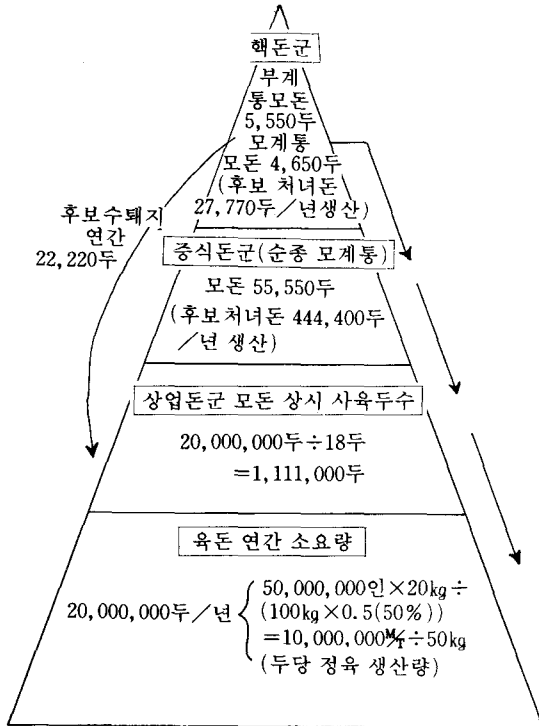 핵돈군
부계
통모돈
5,550두
모계통
모돈 4,650두
(후보 처녀돈
27,770두/년생산)
후보수퇘지
연간
22,220두
증식돈군(순종 모계통)
모돈 55,550두
(후보처녀돈 444,400두
/년 생산)
상업돈군 모돈 상시 사육두수
20,000,000두÷18두
=1,111,000두
육돈 연간 소요량
20,000,000두/년
50,000,000인×20kg÷
(100kg×0.5(50%))
=10,000,000M/T÷50kg
(두당 정육 생산량)